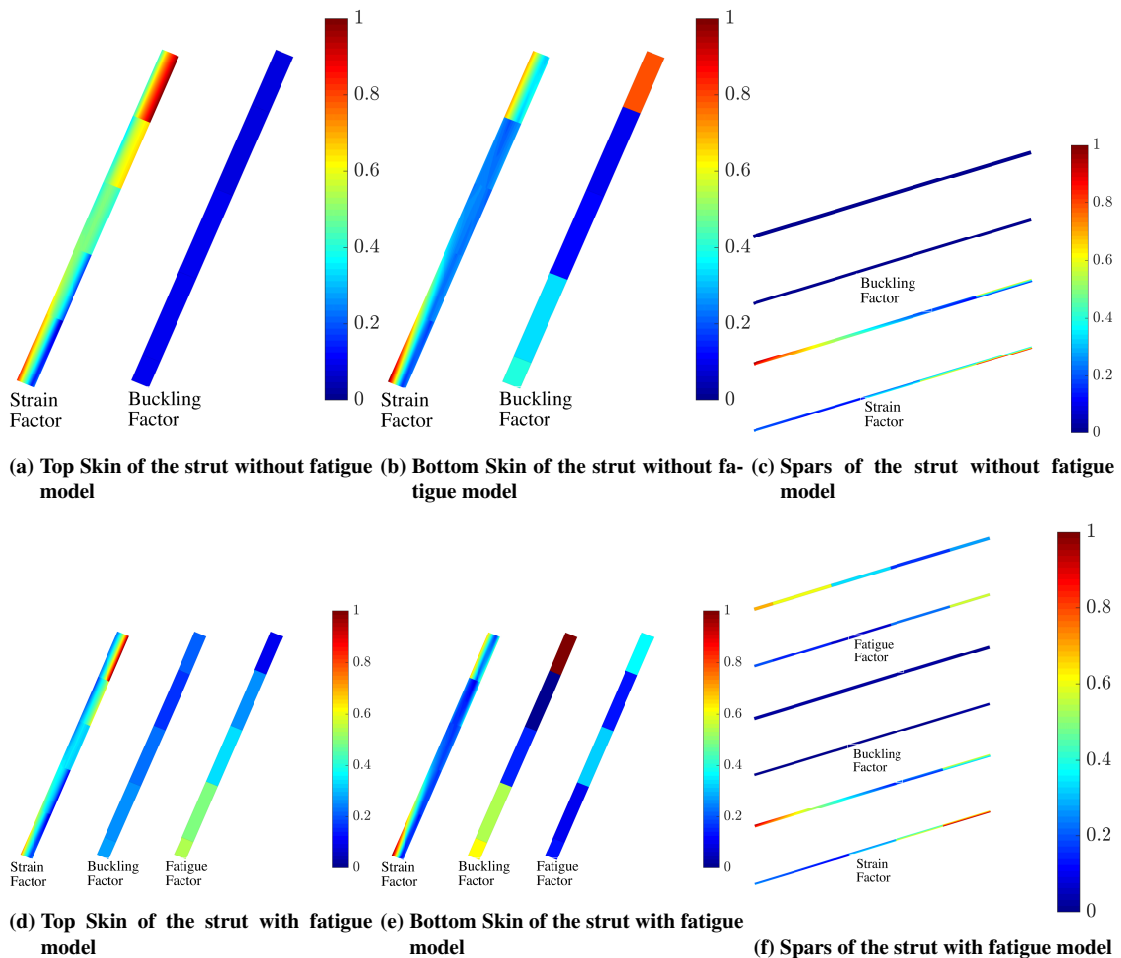 1
0.8
0.6
0.4
0.2
0
Strain
Factor
Buckling
Factor
(a) Top Skin of the strut without fatigue
model
1
0.8
0.6
0.4
0.2
0
Strain
Factor
Buckling
Factor
(b) Bottom Skin of the strut without fa-
tigue model
1
0.8
0.6
0.4
0.2
0
Buckling
Factor
Strain
Factor
(c) Spars of the strut without fatigue
model
1
0.8
0.6
0.4
0.2
0
Strain
Factor
Buckling
Factor
Fatigue
Factor
(d) Top Skin of the strut with fatigue
model
1
0.8
0.6
0.4
0.2
0
Strain
Factor
Buckling
Factor
Fatigue
Factor
(e) Bottom Skin of the strut with fatigue
model
1
0.8
0.6
0.4
0.2
0
Fatigue
Factor
Buckling
Factor
Strain
Factor
(f) Spars of the strut with fatigue model